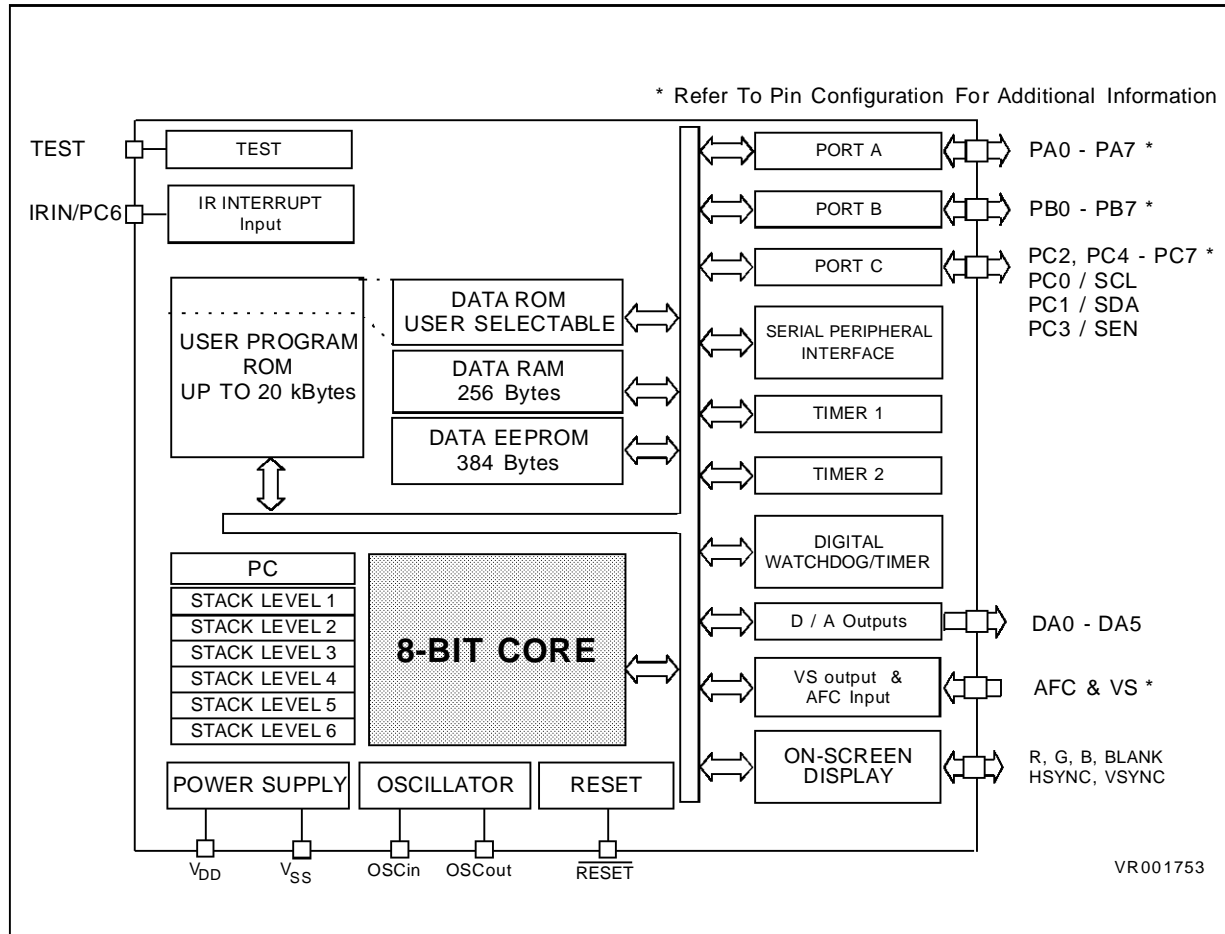 * Refer To Pin Configuration For Additional Information
TEST
TEST
IRIN/PC6
IR INTERRUPT
Input
USER PROGRAM
ROM
UP TO 20 kBytes
DATA ROM
USER SELECTABLE
DATA RAM
256 Bytes
DATA EEPROM
384 Bytes
PC
STACK LEVEL 1
STACK LEVEL 2
STACK LEVEL 3
STACK LEVEL 4
STACK LEVEL 5
STACK LEVEL 6
8-BIT CORE
POWER SUPPLY
OSCILLATOR
RESET
VDD
VSS
OSCin
OSCout
RESET
PORT A
PA0 - PA7 *
PORT B
PB0 - PB7 *
PORT C
PC2, PC4 - PC7 *
PC0 / SCL
PC1 / SDA
PC3 / SEN
SERIAL PERIPHERAL
INTERFACE
TIMER 1
TIMER 2
DIGITAL
WATCHDOG/TIMER
D / A Outputs
DA0 - DA5
VS output &
AFC Input
AFC & VS *
ON-SCREEN
DISPLAY
R, G, B, BLANK
HSYNC, VSYNC
VR001753